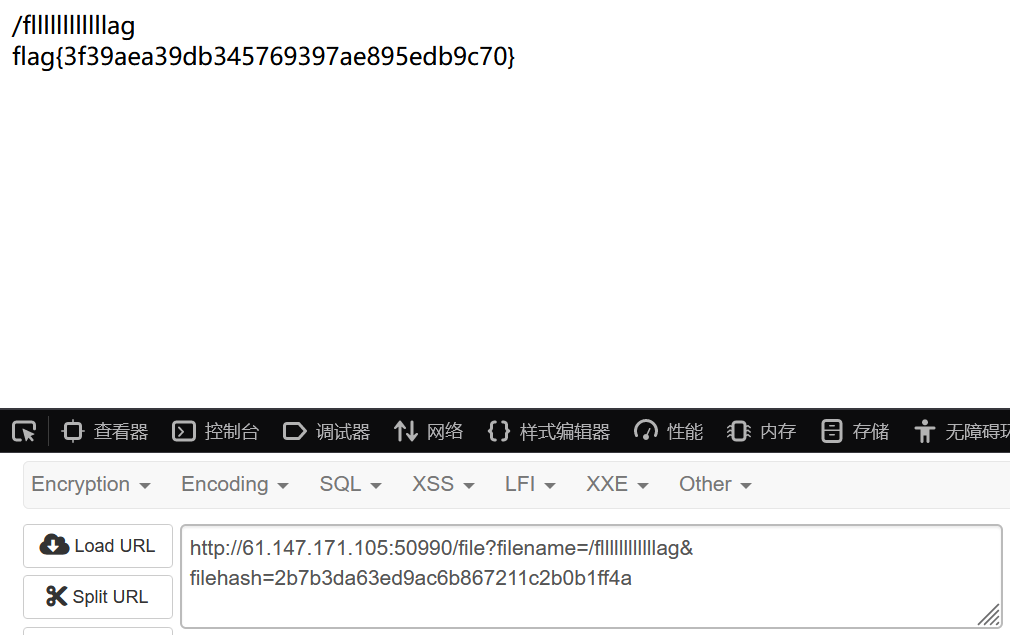 /fllllllllllllag
flag{3f39aea39db345769397ae895edb9c70}
查看器 控制台 调试器 网络 样式编辑器 性能 内存 存储 无障碍环
Encryption Encoding SQL XSS LFI XXE Other
Load URL
http://61.147.171.105:50990/file?filename=/fllllllllllllag&
filehash=2b7b3da63ed9ac6b867211c2b0b1ff4a
Split URL